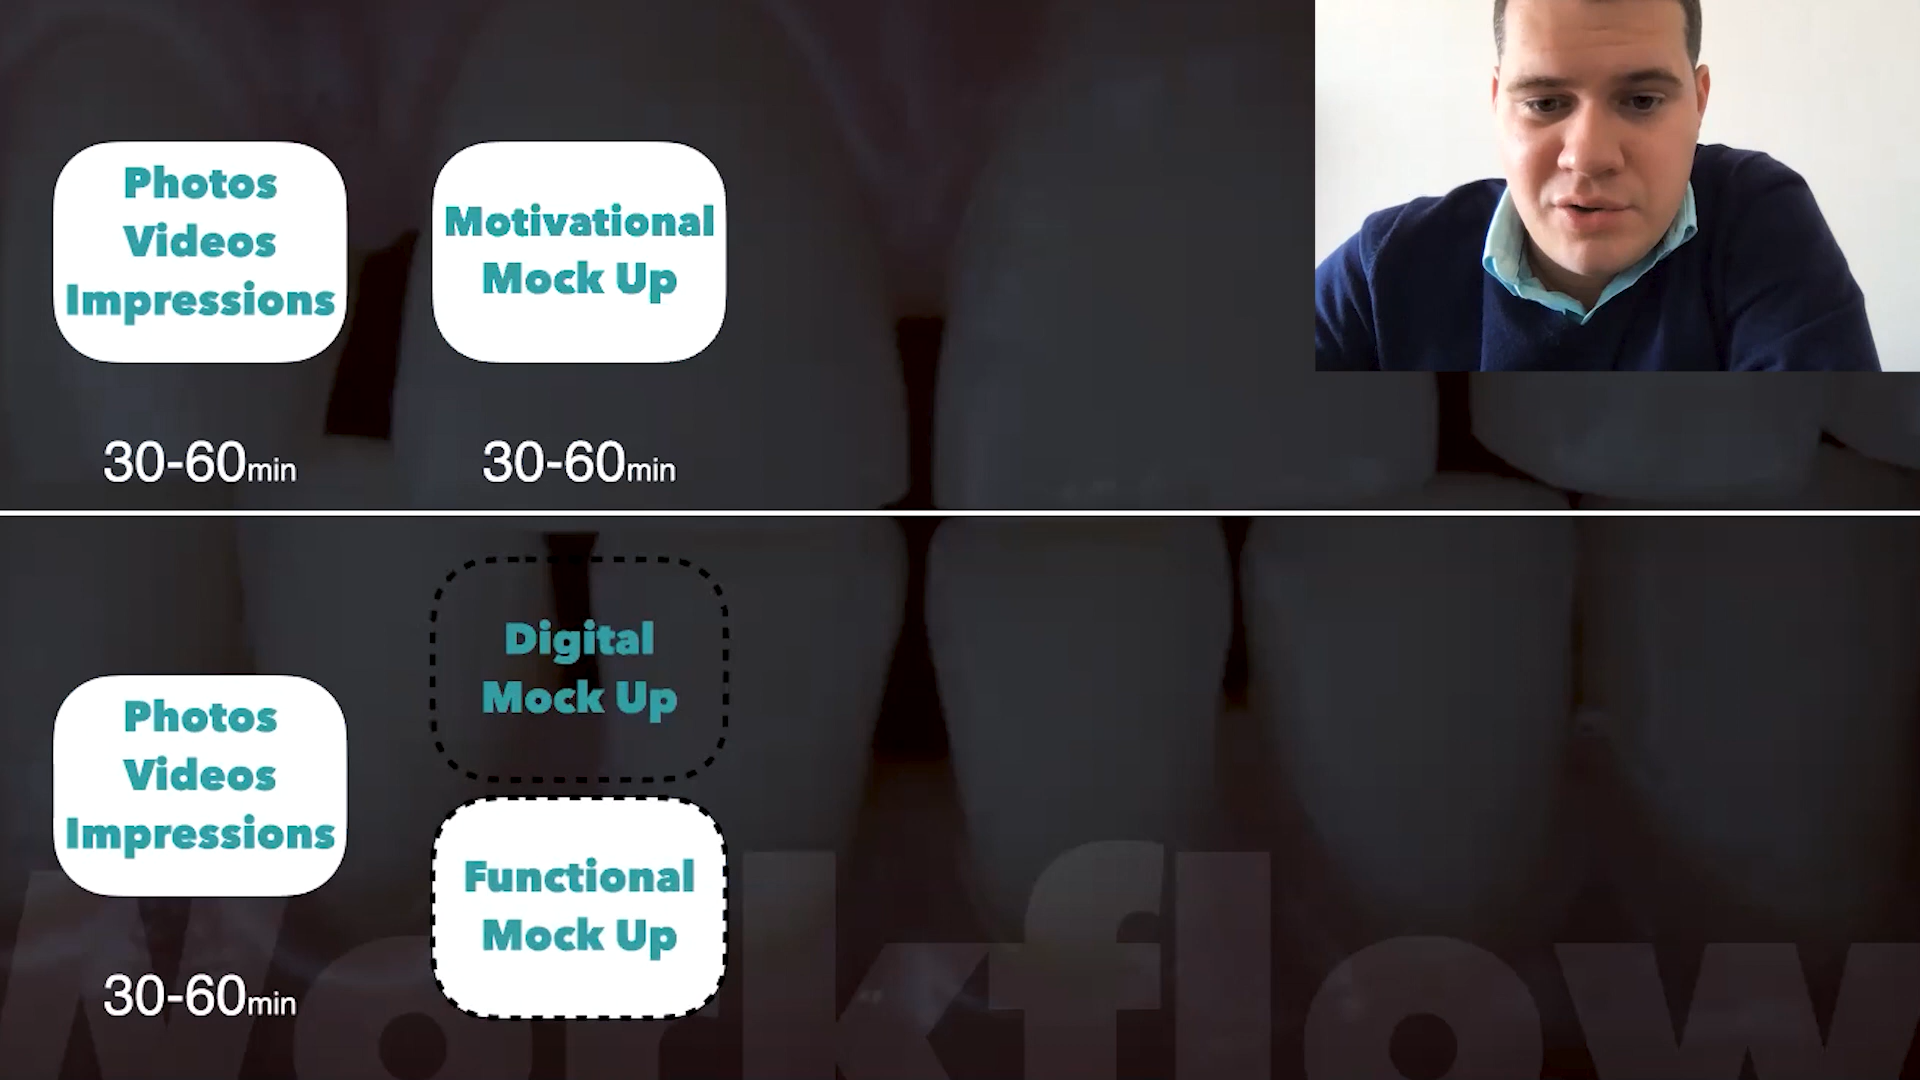 Photos
Videos
Impressions
Motivational
Mock Up
30-60min
30-60min
Digital
Mock Up
Photos
Videos
Impressions
Functional
Mock Up
30-60min
Workflow